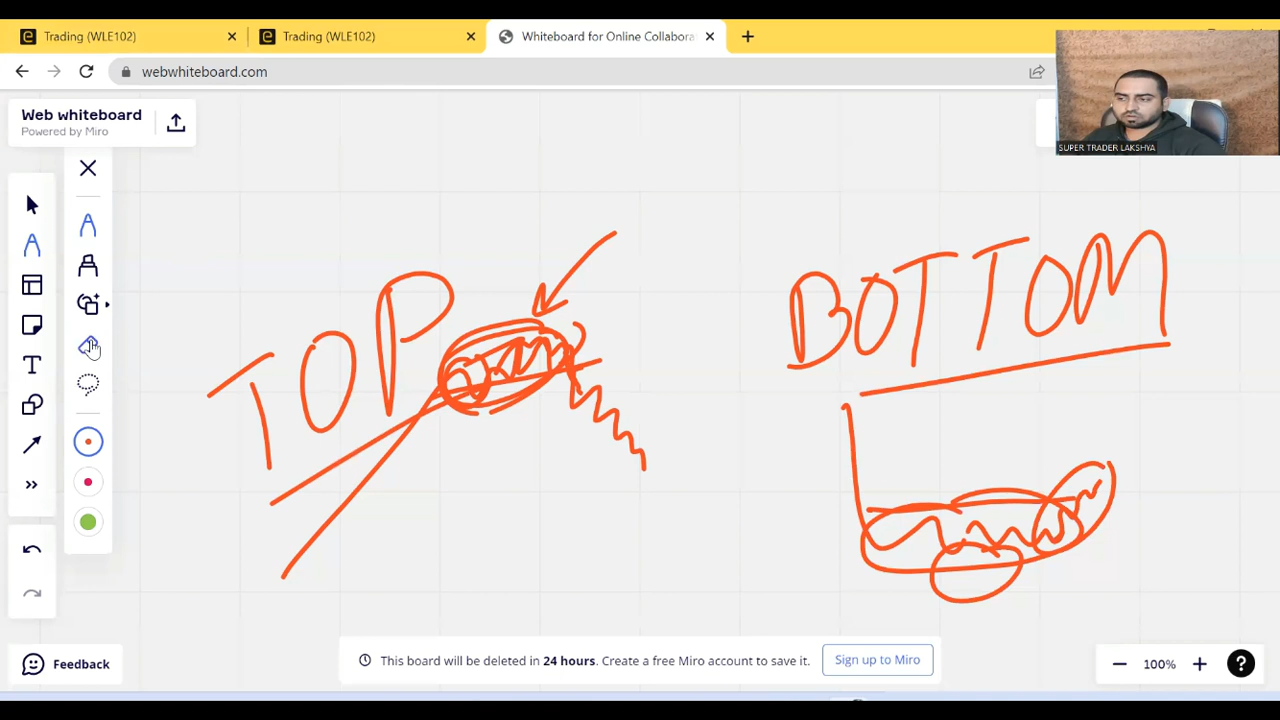 Trading (WLE102)
Trading (WLE102)
Whiteboard for Online Collabora
webwhiteboard.com
Web whiteboard
Powered by Miro
SUPER TRADER LAKSHYA
TOP
BOTTOM
This board will be deleted in 24 hours. Create a free Miro account to save it.
Sign up to Miro
Feedback
100%